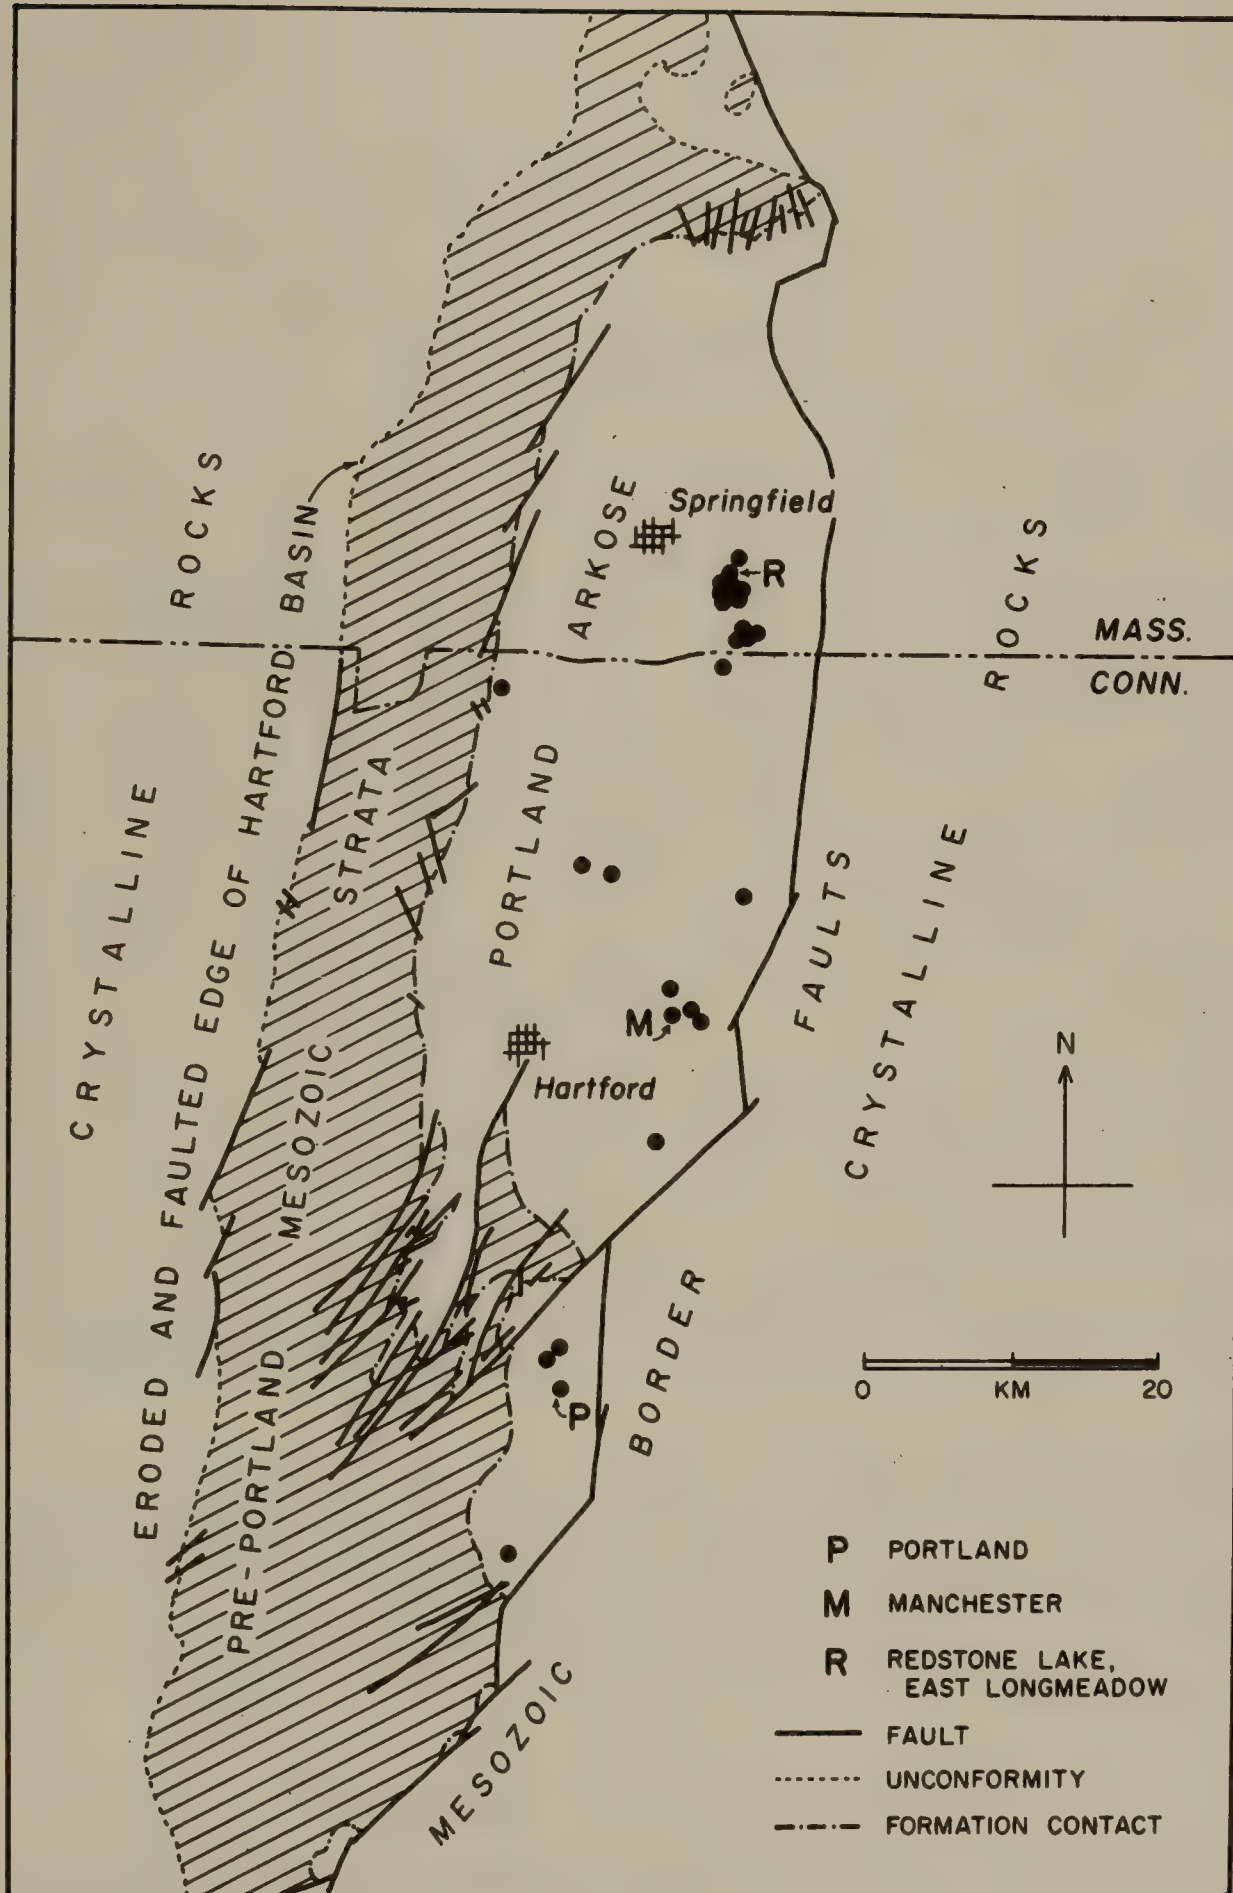 CRYSTALLINE ROCKS
ERODED AND FAULTED EDGE OF HARTFORD BASIN
PRE-PORTLAND MESOZOIC STRATA
PORTLAND ARKOSE
Springfield
R
MASS.
CONN.
M
Hartford
P
MESOZOIC BORDER FAULTS
CRYSTALLINE ROCKS
N
0 KM 20
P PORTLAND
M MANCHESTER
R REDSTONE LAKE,
EAST LONGMEADOW
FAULT
UNCONFORMITY
FORMATION CONTACT